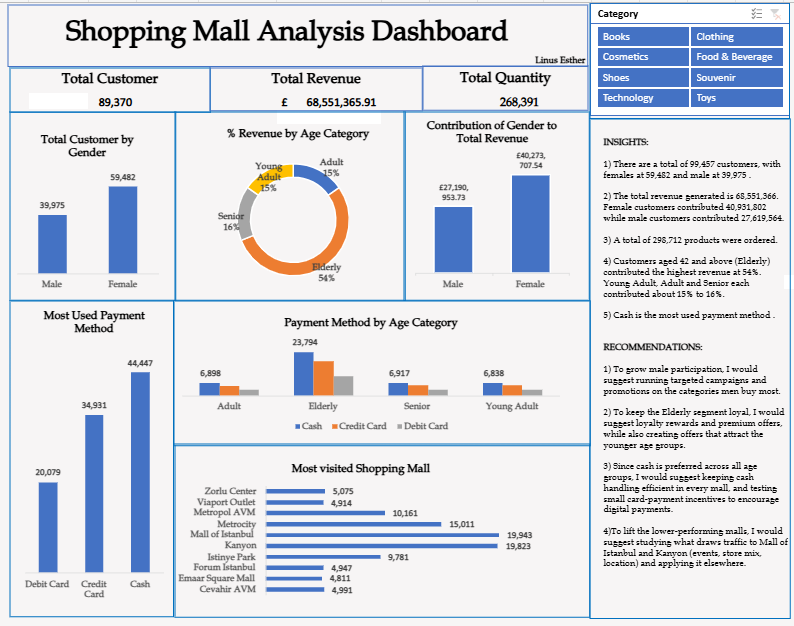 Shopping Mall Analysis Dashboard
Linus Esther
Category
Books
Clothing
Cosmetics
Food & Beverage
Shoes
Souvenir
Technology
Toys
Total Customer
89,370
Total Revenue
£ 68,551,365.91
Total Quantity
268,391
Total Customer by
Gender
59,482
39,975
Male
Female
% Revenue by Age Category
Young
Adult
15%
Adult
15%
Senior
16%
Elderly
54%
Contribution of Gender to
Total Revenue
£40,273,
707.54
£27,190,
953.73
Male
Female
Most Used Payment
Method
44,447
34,931
20,079
Debit Card
Credit
Card
Cash
Payment Method by Age Category
23,794
6,898
6,917
6,838
Adult
Elderly
Senior
Young Adult
Cash
Credit Card
Debit Card
Most visited Shopping Mall
Zorlu Center 5,075
Viaport Outlet 4,914
Metropol AVM 10,161
Metrocity 15,011
Mall of Istanbul 19,943
Kanyon 19,823
Istinye Park 9,781
Forum Istanbul 4,947
Emaar Square Mall 4,811
Cevahir AVM 4,991
INSIGHTS:
1) There are a total of 99,457 customers, with
females at 59,482 and male at 39,975 .
2) The total revenue generated is 68,551,366.
Female customers contributed 40,931,802
while male customers contributed 27,619,564.
3) A total of 298,712 products were ordered.
4) Customers aged 42 and above (Elderly)
contributed the highest revenue at 54%.
Young Adult, Adult and Senior each
contributed about 15% to 16%.
5) Cash is the most used payment method .
RECOMMENDATIONS:
1) To grow male participation, I would
suggest running targeted campaigns and
promotions on the categories men buy most.
2) To keep the Elderly segment loyal, I would
suggest loyalty rewards and premium offers,
while also creating offers that attract the
younger age groups.
3) Since cash is preferred across all age
groups, I would suggest keeping cash
handling efficient in every mall, and testing
small card-payment incentives to encourage
digital payments.
4)To lift the lower-performing malls, I would
suggest studying what draws traffic to Mall of
Istanbul and Kanyon (events, store mix,
location) and applying it elsewhere.